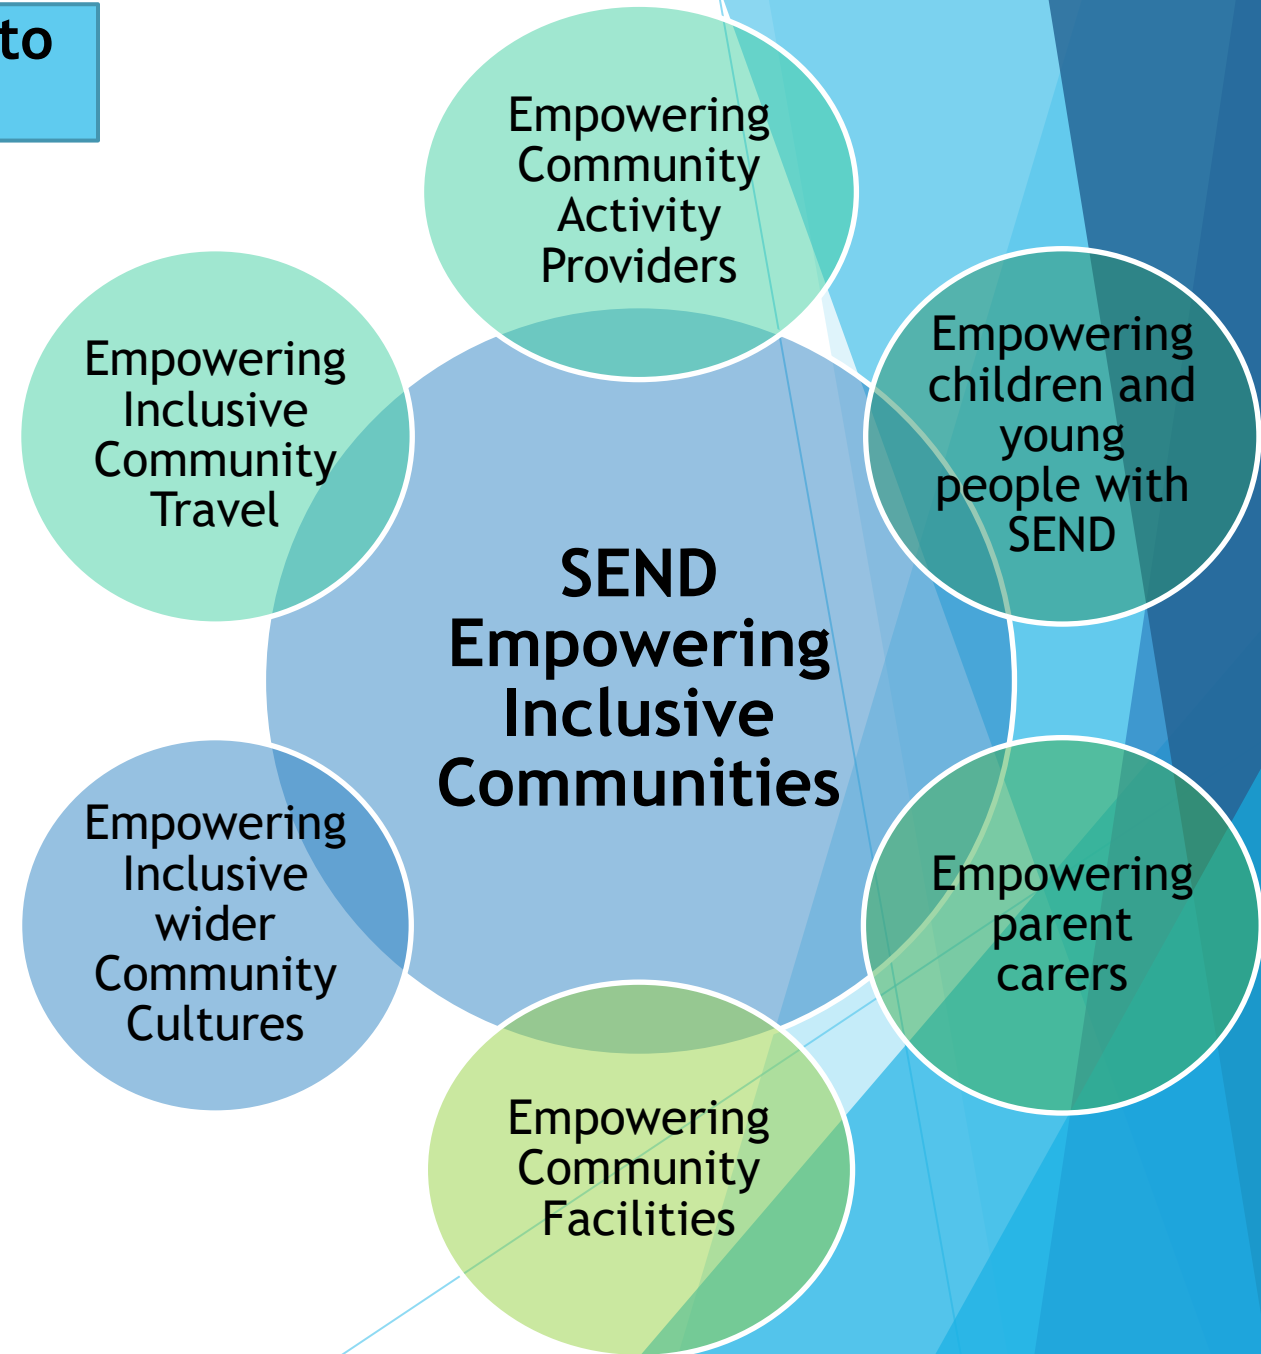 to
Empowering
Community
Activity
Providers
Empowering
children and
young
people with
SEND
Empowering
parent
carers
Empowering
Community
Facilities
Empowering
Inclusive
wider
Community
Cultures
Empowering
Inclusive
Community
Travel
SEND
Empowering
Inclusive
Communities